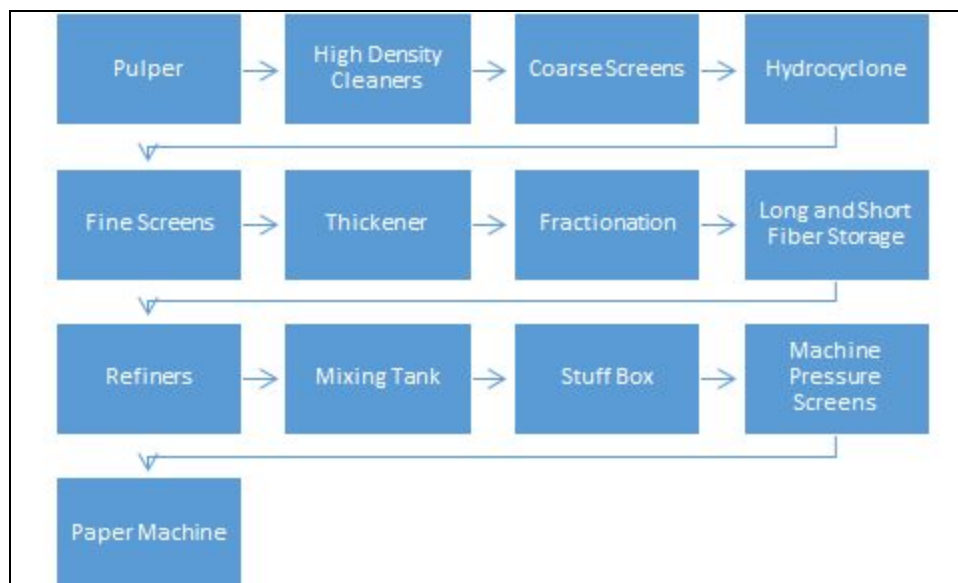 Pulper
High Density
Cleaners
Coarse Screens
Hydrocyclone
Fine Screens
Thickener
Fractionation
Long and Short
Fiber Storage
Refiners
Mixing Tank
Stuff Box
Machine
Pressure
Screens
Paper Machine